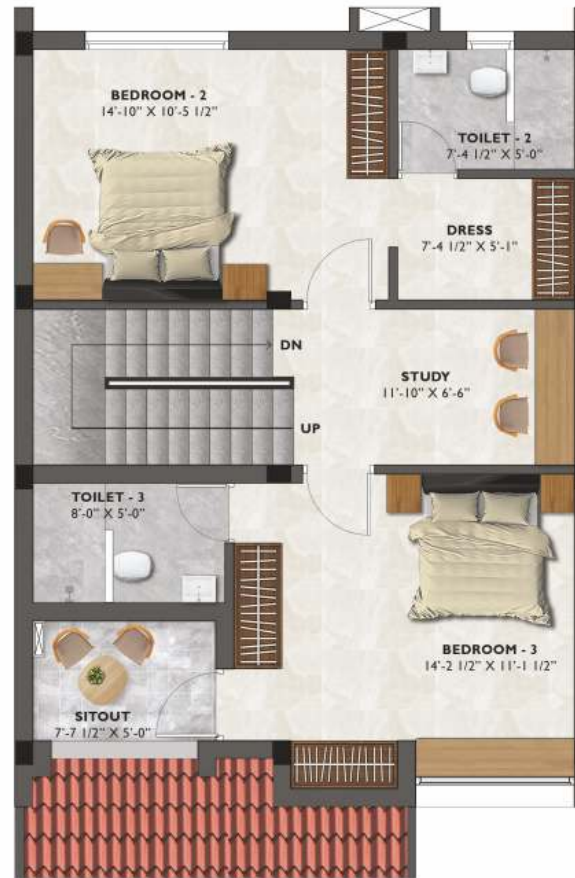 BEDROOM - 2
14'-10" X 10'-5 1/2"
TOILET - 2
7'-4 1/2" X 5'-0"
DRESS
7'-4 1/2" X 5'-1"
DN
STUDY
11'-10" X 6'-6"
UP
TOILET - 3
8'-0" X 5'-0"
BEDROOM - 3
14'-2 1/2" X 11'-1 1/2"
SITOUT
7'-7 1/2" X 5'-0"